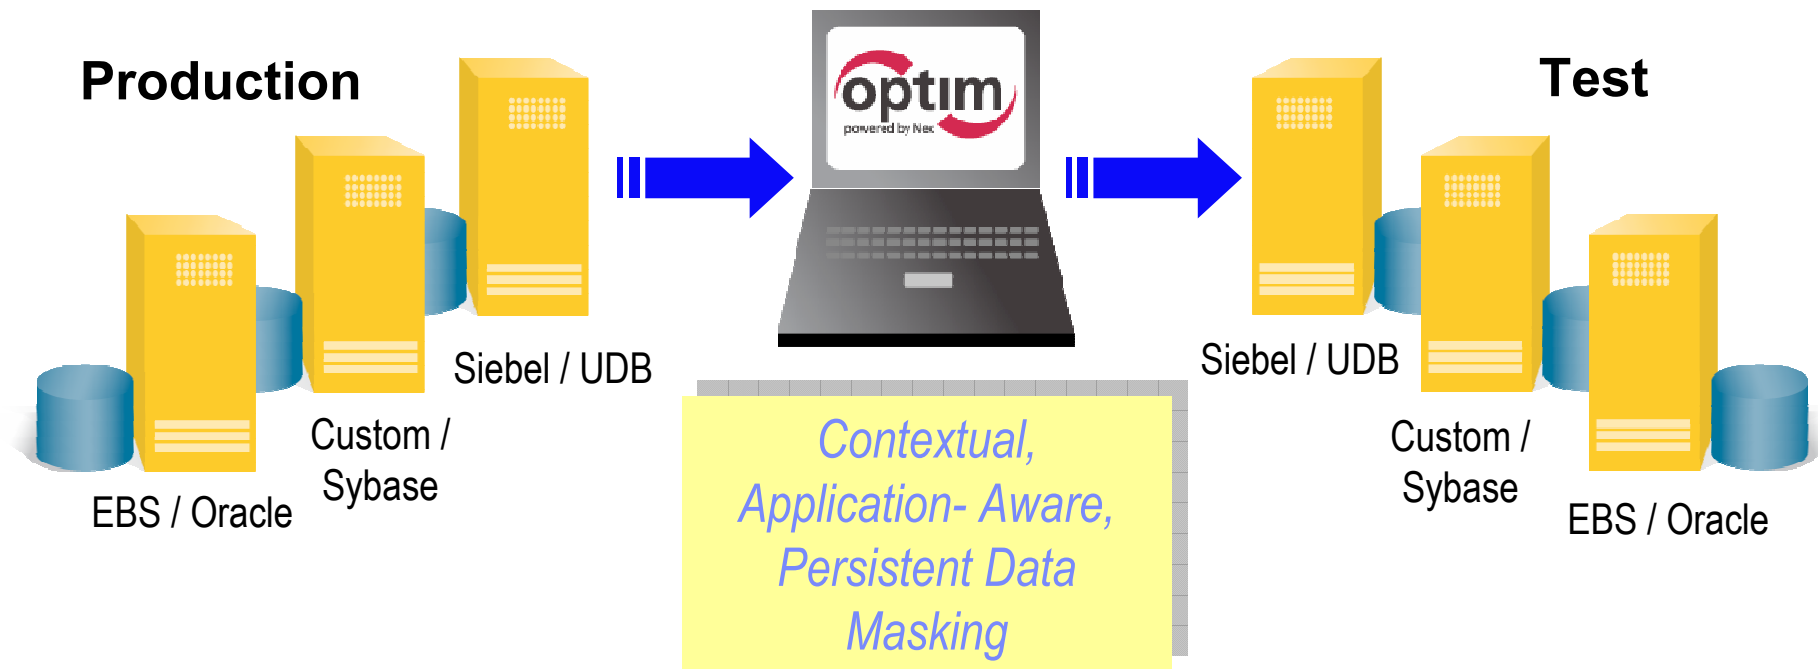 Production
Test
optim
powered by Nex
Siebel / UDB
Custom /
Sybase
EBS / Oracle
Siebel / UDB
Custom /
Sybase
EBS / Oracle
Contextual,
Application- Aware,
Persistent Data
Masking